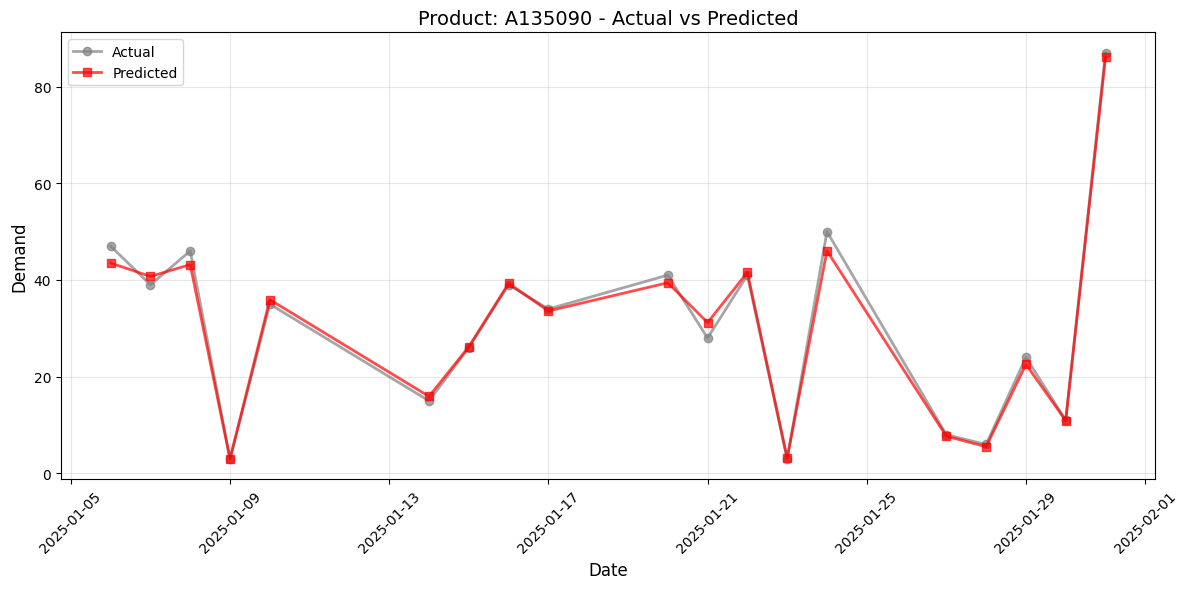 Product: A135090 - Actual vs Predicted
Actual
Predicted
Demand
80
60
40
20
0
2025-01-05
2025-01-09
2025-01-13
2025-01-17
2025-01-21
2025-01-25
2025-01-29
2025-02-01
Date